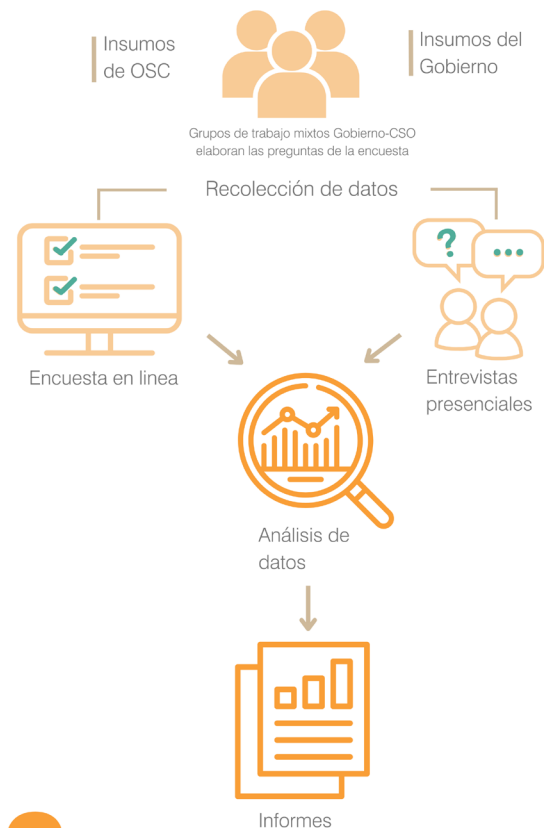 Insumos
de OSC
Insumos del
Gobierno
Grupos de trabajo mixtos Gobierno-CSO
elaboran las preguntas de la encuesta
Recolección de datos
?
...
Encuesta en linea
Entrevistas
presenciales
Análisis de
datos
Informes